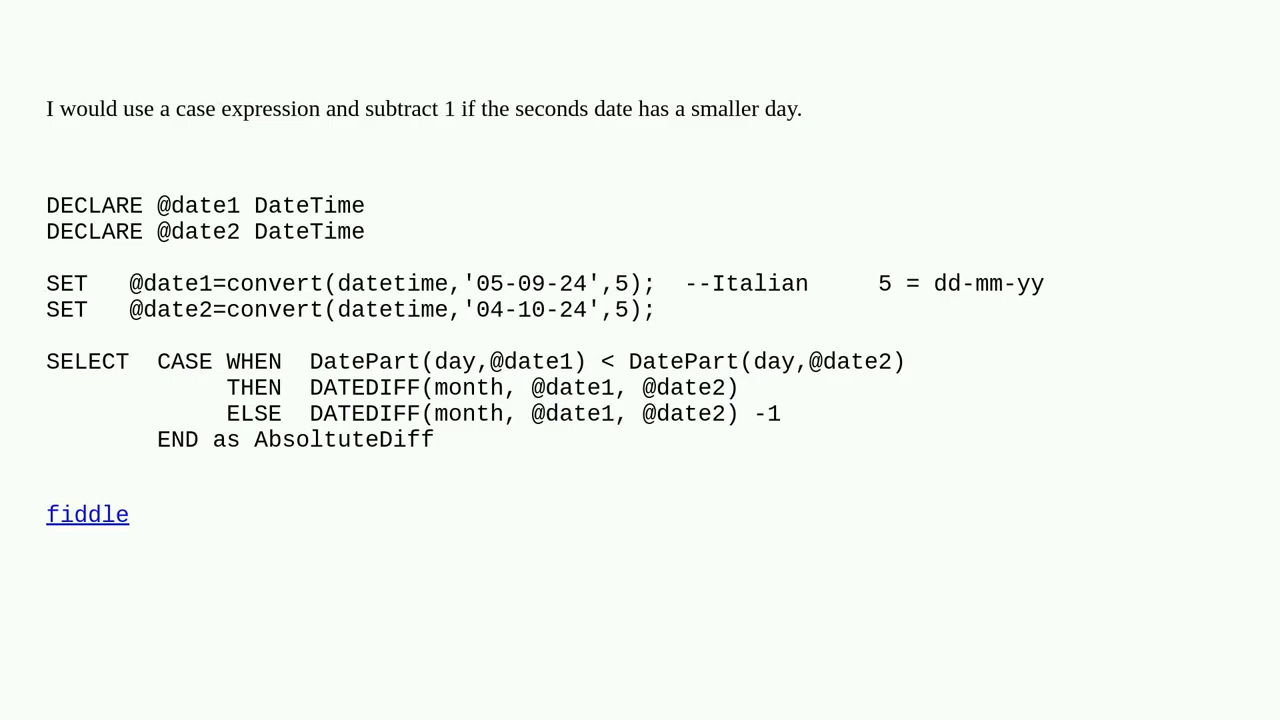 I would use a case expression and subtract 1 if the seconds date has a smaller day.
DECLARE @date1 DateTime
DECLARE @date2 DateTime
SET   @date1=convert(datetime,'05-09-24',5);  --Italian     5 = dd-mm-yy
SET   @date2=convert(datetime,'04-10-24',5);
SELECT  CASE WHEN  DatePart(day,@date1) < DatePart(day,@date2)
             THEN  DATEDIFF(month, @date1, @date2)
             ELSE  DATEDIFF(month, @date1, @date2) -1
        END as AbsoltuteDiff
fiddle